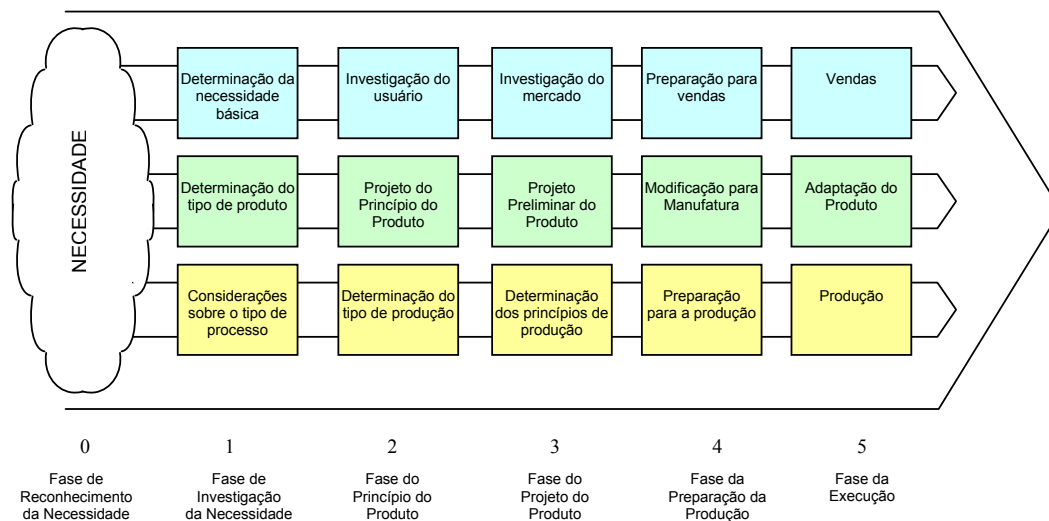 NECESSIDADE
Determinação da
necessidade
básica
Investigação do
usuário
Investigação do
mercado
Preparação para
vendas
Vendas
Determinação do
tipo de produto
Projeto do
Princípio do
Produto
Projeto
Preliminar do
Produto
Modificação para
Manufatura
Adaptação do
Produto
Considerações
sobre o tipo de
processo
Determinação do
tipo de produção
Determinação
dos princípios de
produção
Preparação
para a produção
Produção
0
Fase de
Reconhecimento
da Necessidade
1
Fase de
Investigação
da Necessidade
2
Fase do
Princípio do
Produto
3
Fase do
Projeto do
Produto
4
Fase da
Preparação da
Produção
5
Fase da
Execução